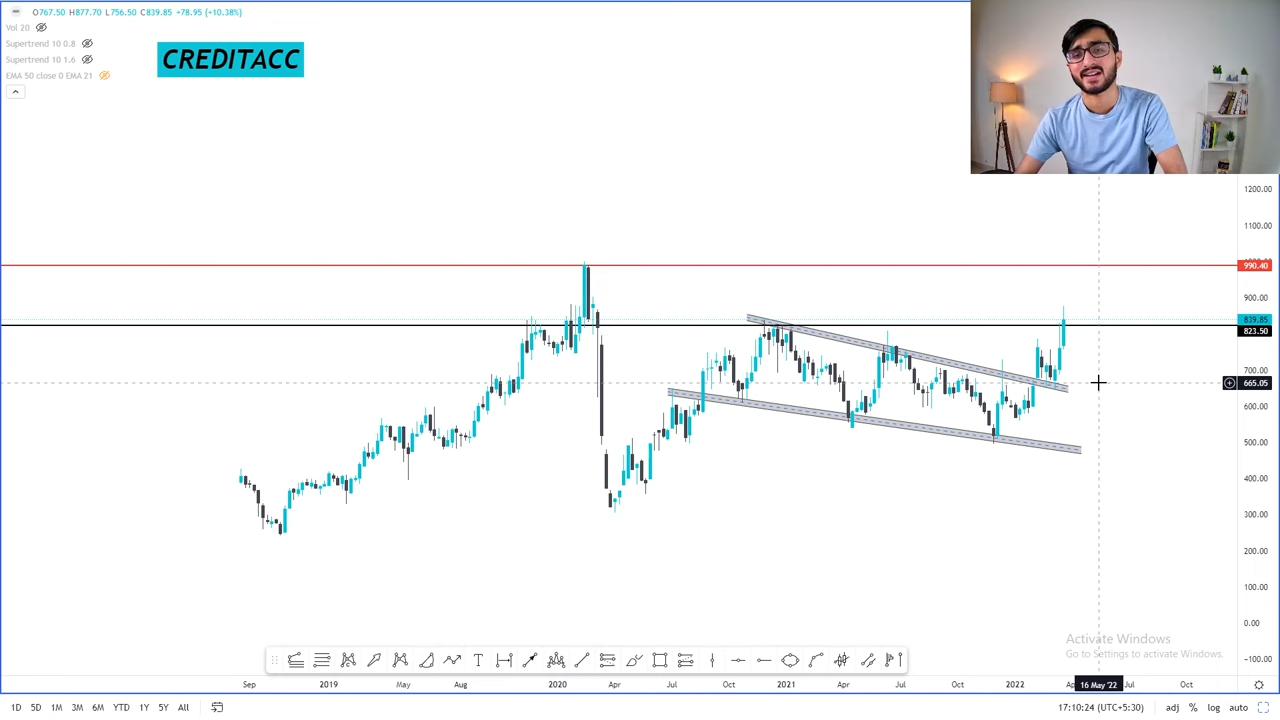 O767.50 H877.70 L756.50 C839.85 +78.95 (+10.38%)
Vol 20
Supertrend 10 0.8
Supertrend 10 1.6
EMA 50 close 0 EMA 21
CREDITACC
1200.00
1100.00
990.40
900.00
839.85
823.50
700.00
665.05
600.00
500.00
400.00
300.00
200.00
100.00
0.00
−100.00
Activate Windows
Go to Settings to activate Windows.
Sep 2019 May Aug 2020 Apr Jul Oct 2021 Apr Jul Oct 2022 16 May '22 Jul Oct
1D 5D 1M 3M 6M YTD 1Y 5Y All 17:10:24 (UTC+5:30) adj % log auto